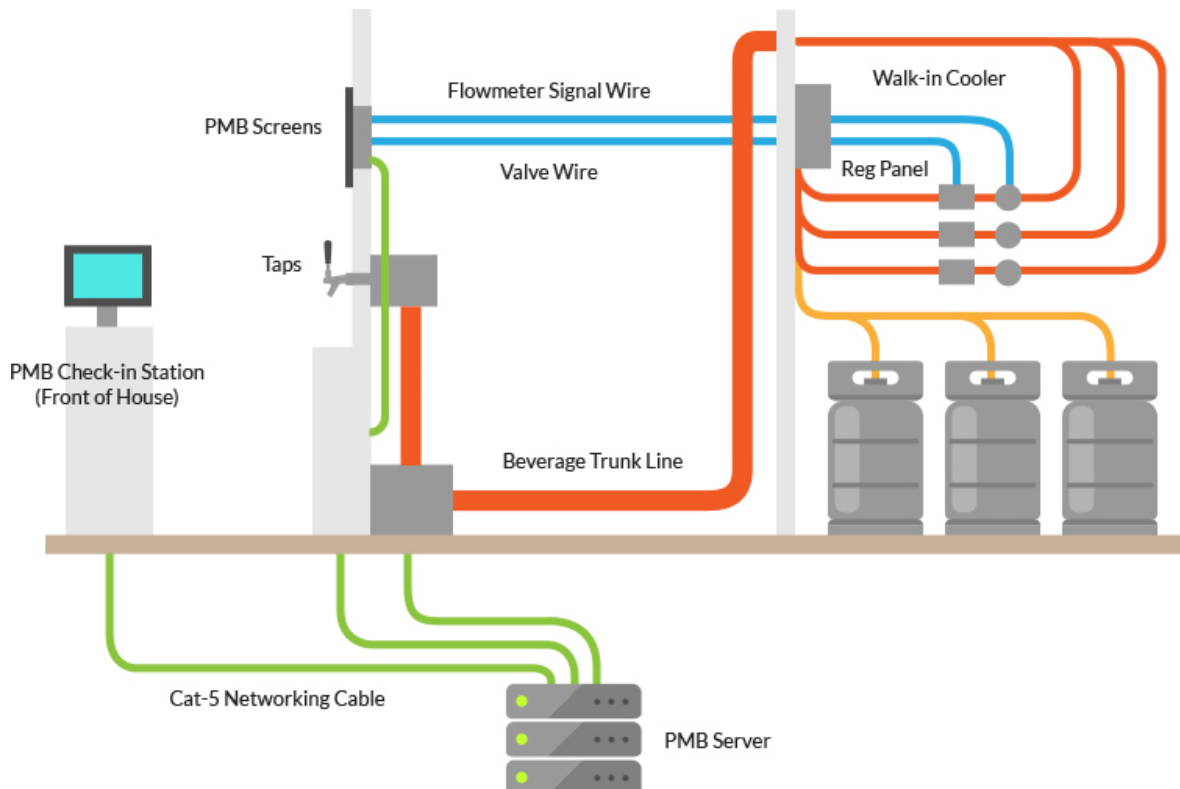 Flowmeter Signal Wire
Walk-in Cooler
PMB Screens
Valve Wire
Reg Panel
Taps
PMB Check-in Station
(Front of House)
Beverage Trunk Line
Cat-5 Networking Cable
PMB Server